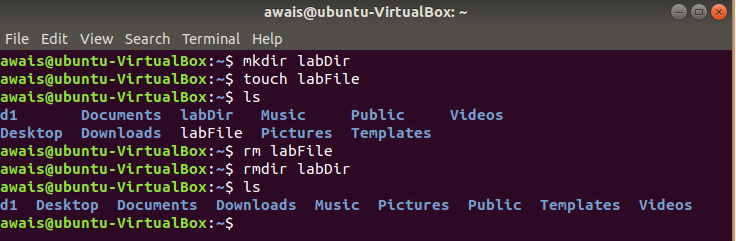 awais@ubuntu-VirtualBox: ~
File Edit View Search Terminal Help
awais@ubuntu-VirtualBox:~$ mkdir labDir
awais@ubuntu-VirtualBox:~$ touch labFile
awais@ubuntu-VirtualBox:~$ ls
d1 Documents labDir Music Public Videos
Desktop Downloads labFile Pictures Templates
awais@ubuntu-VirtualBox:~$ rm labFile
awais@ubuntu-VirtualBox:~$ rmdir labDir
awais@ubuntu-VirtualBox:~$ ls
d1 Desktop Documents Downloads Music Pictures Public Templates Videos
awais@ubuntu-VirtualBox:~$